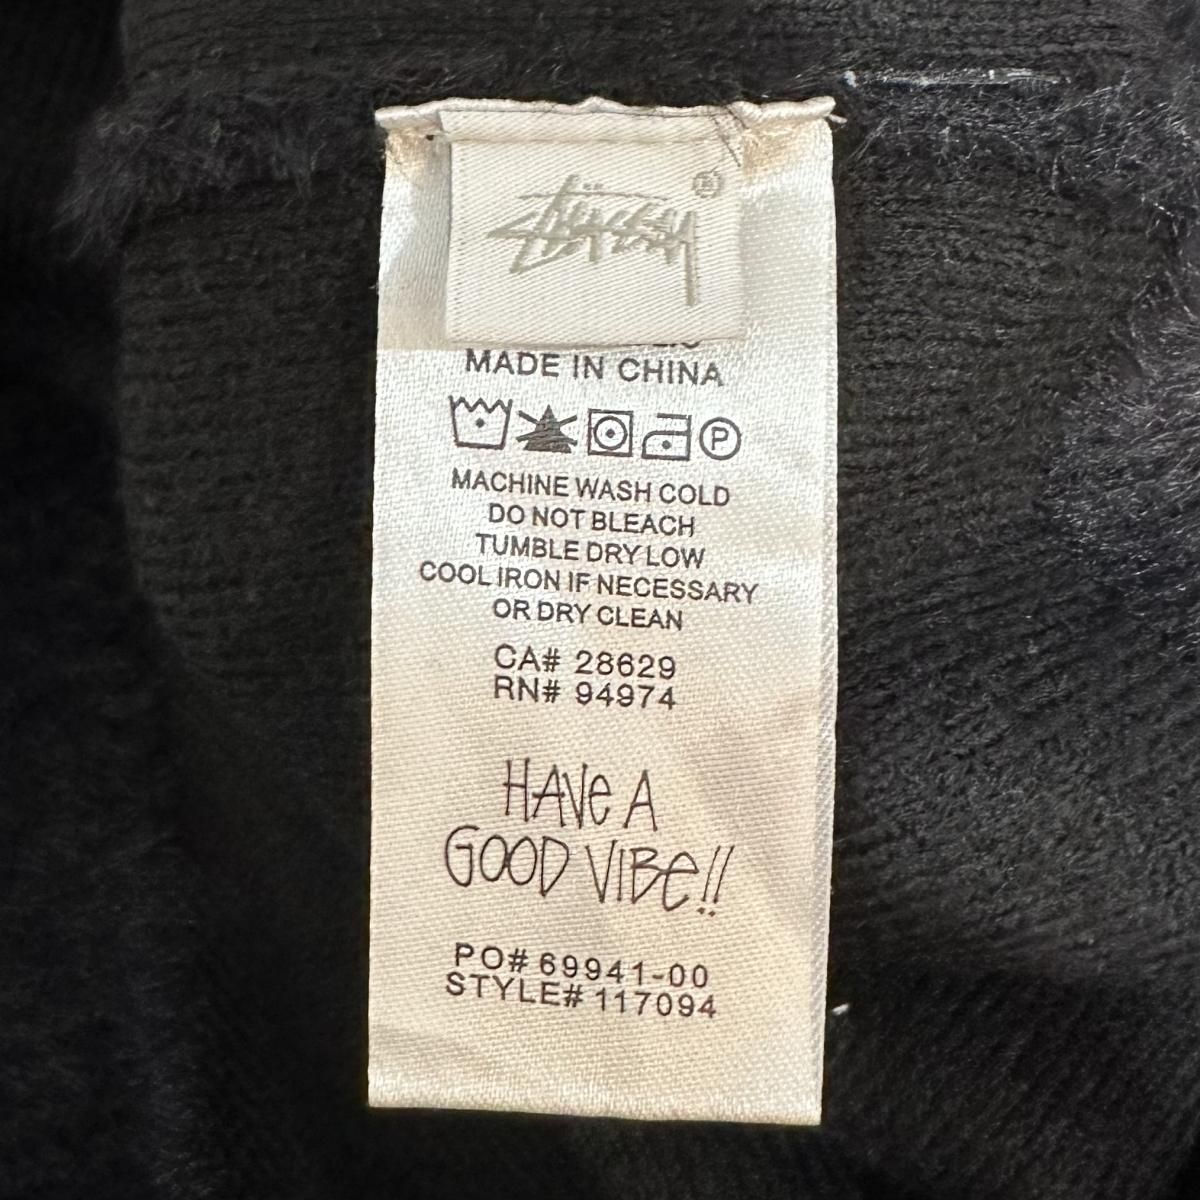 Stüssy ®
MADE IN CHINA
P
MACHINE WASH COLD
DO NOT BLEACH
TUMBLE DRY LOW
COOL IRON IF NECESSARY
OR DRY CLEAN
CA# 28629
RN# 94974
HAVe A
GOOD VIBe!!
PO# 69941-00
STYLE# 117094